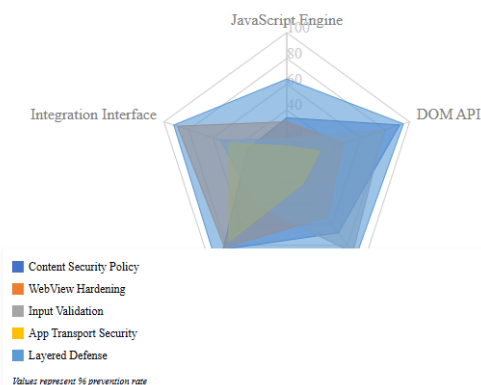 JavaScript Engine
100
80
60
40
Integration Interface
DOM API
Content Security Policy
WebView Hardening
Input Validation
App Transport Security
Layered Defense
Values represent % prevention rate